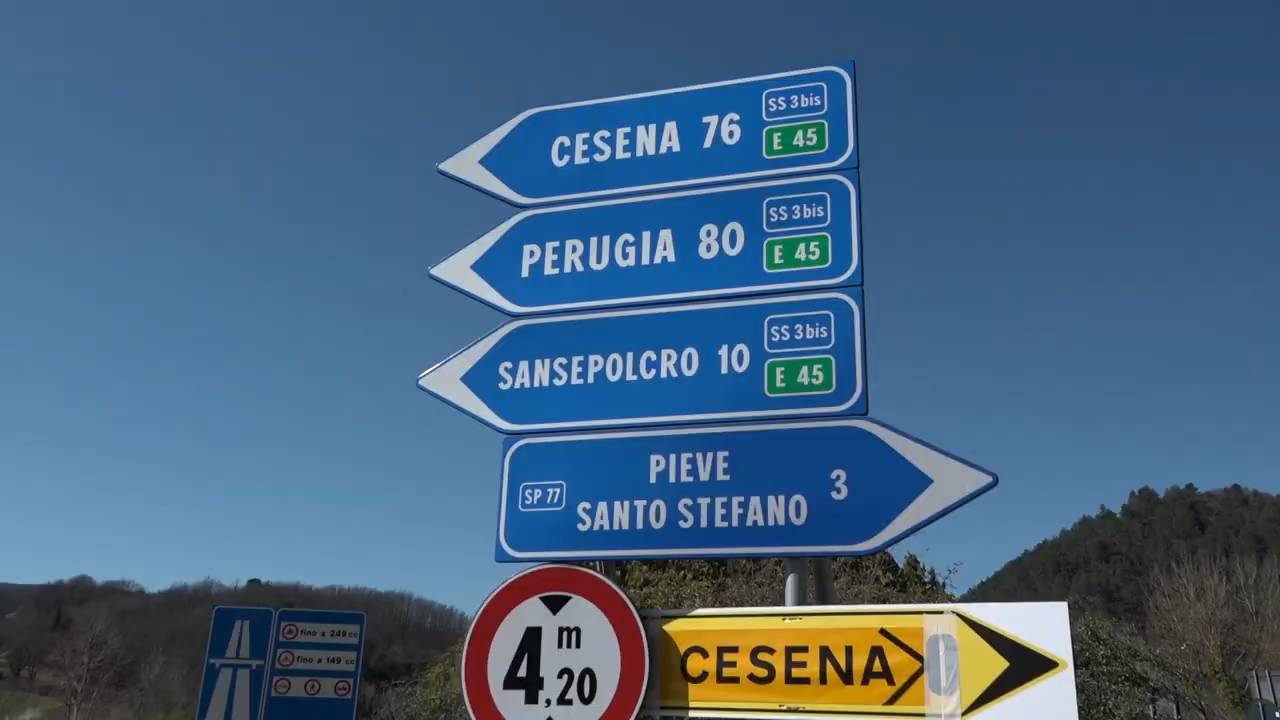 CESENA 76 SS 3bis
E 45
PERUGIA 80 SS 3bis
E 45
SANSEPOLCRO 10 SS 3bis
E 45
SP 77 PIEVE
SANTO STEFANO 3
4,20 m
CESENA
fino a 249 cc
fino a 149 cc